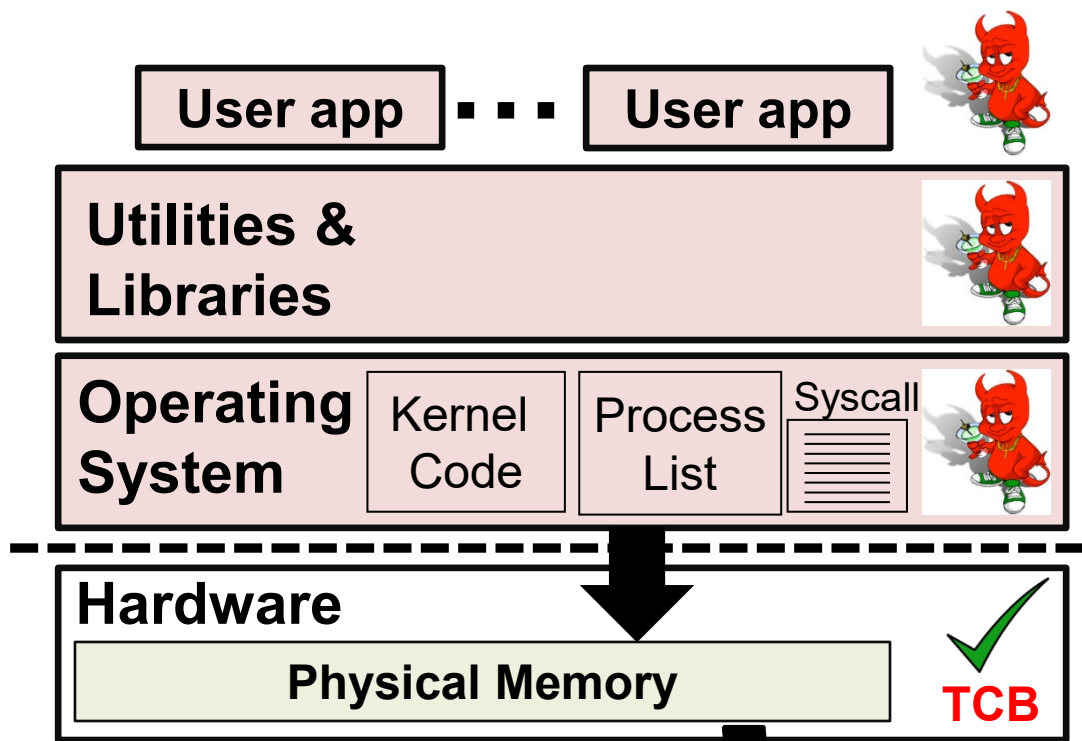 User app ... User app
Utilities &
Libraries
Operating
System
Kernel
Code
Process
List
Syscall
Hardware
Physical Memory
TCB